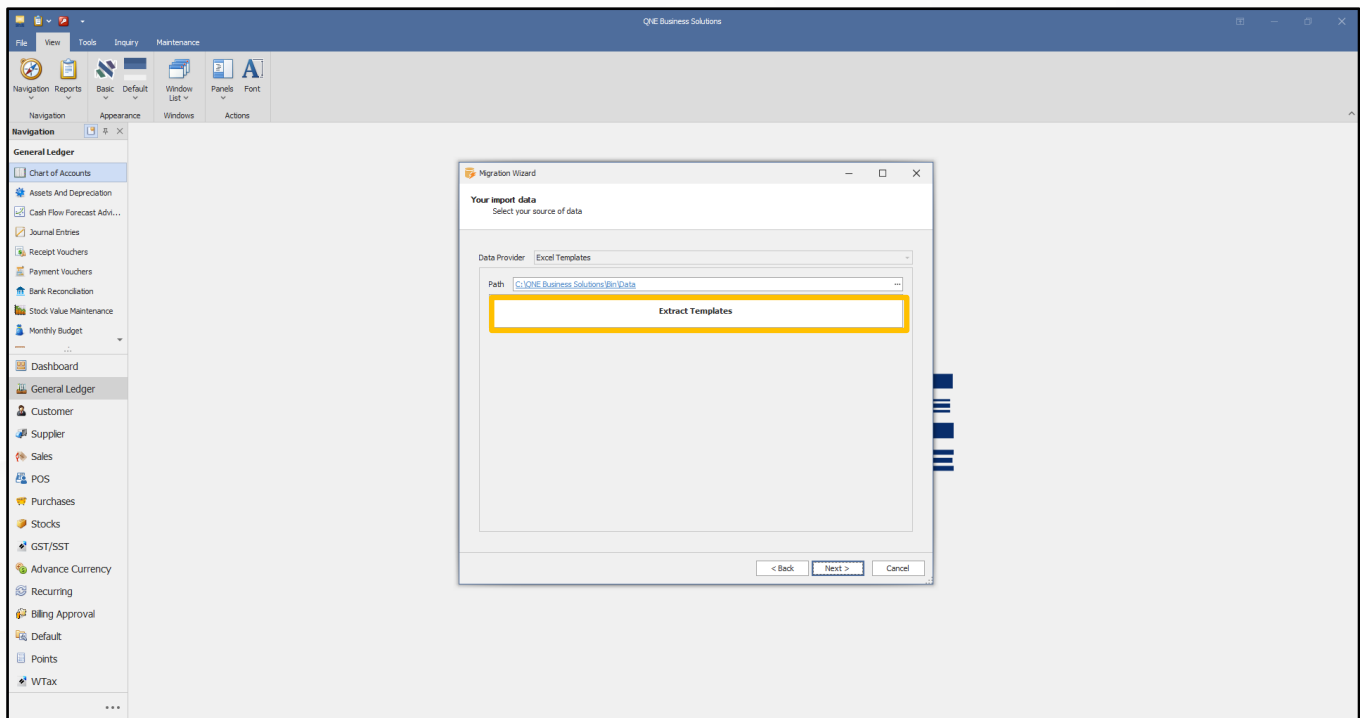 QNE Business Solutions
File View Tools Inquiry Maintenance
Navigation Reports Basic Default Window List Panels Font
Navigation Appearance Windows Actions
Navigation
General Ledger
Chart of Accounts
Assets And Depreciation
Cash Flow Forecast Advi...
Journal Entries
Receipt Vouchers
Payment Vouchers
Bank Reconciliation
Stock Value Maintenance
Monthly Budget
Dashboard
General Ledger
Customer
Supplier
Sales
POS
Purchases
Stocks
GST/SST
Advance Currency
Recurring
Billing Approval
Default
Points
WTax
Migration Wizard
Your import data
Select your source of data
Data Provider Excel Templates
Path C:\QNE Business Solutions\Bin\Data ...
Extract Templates
< Back Next > Cancel